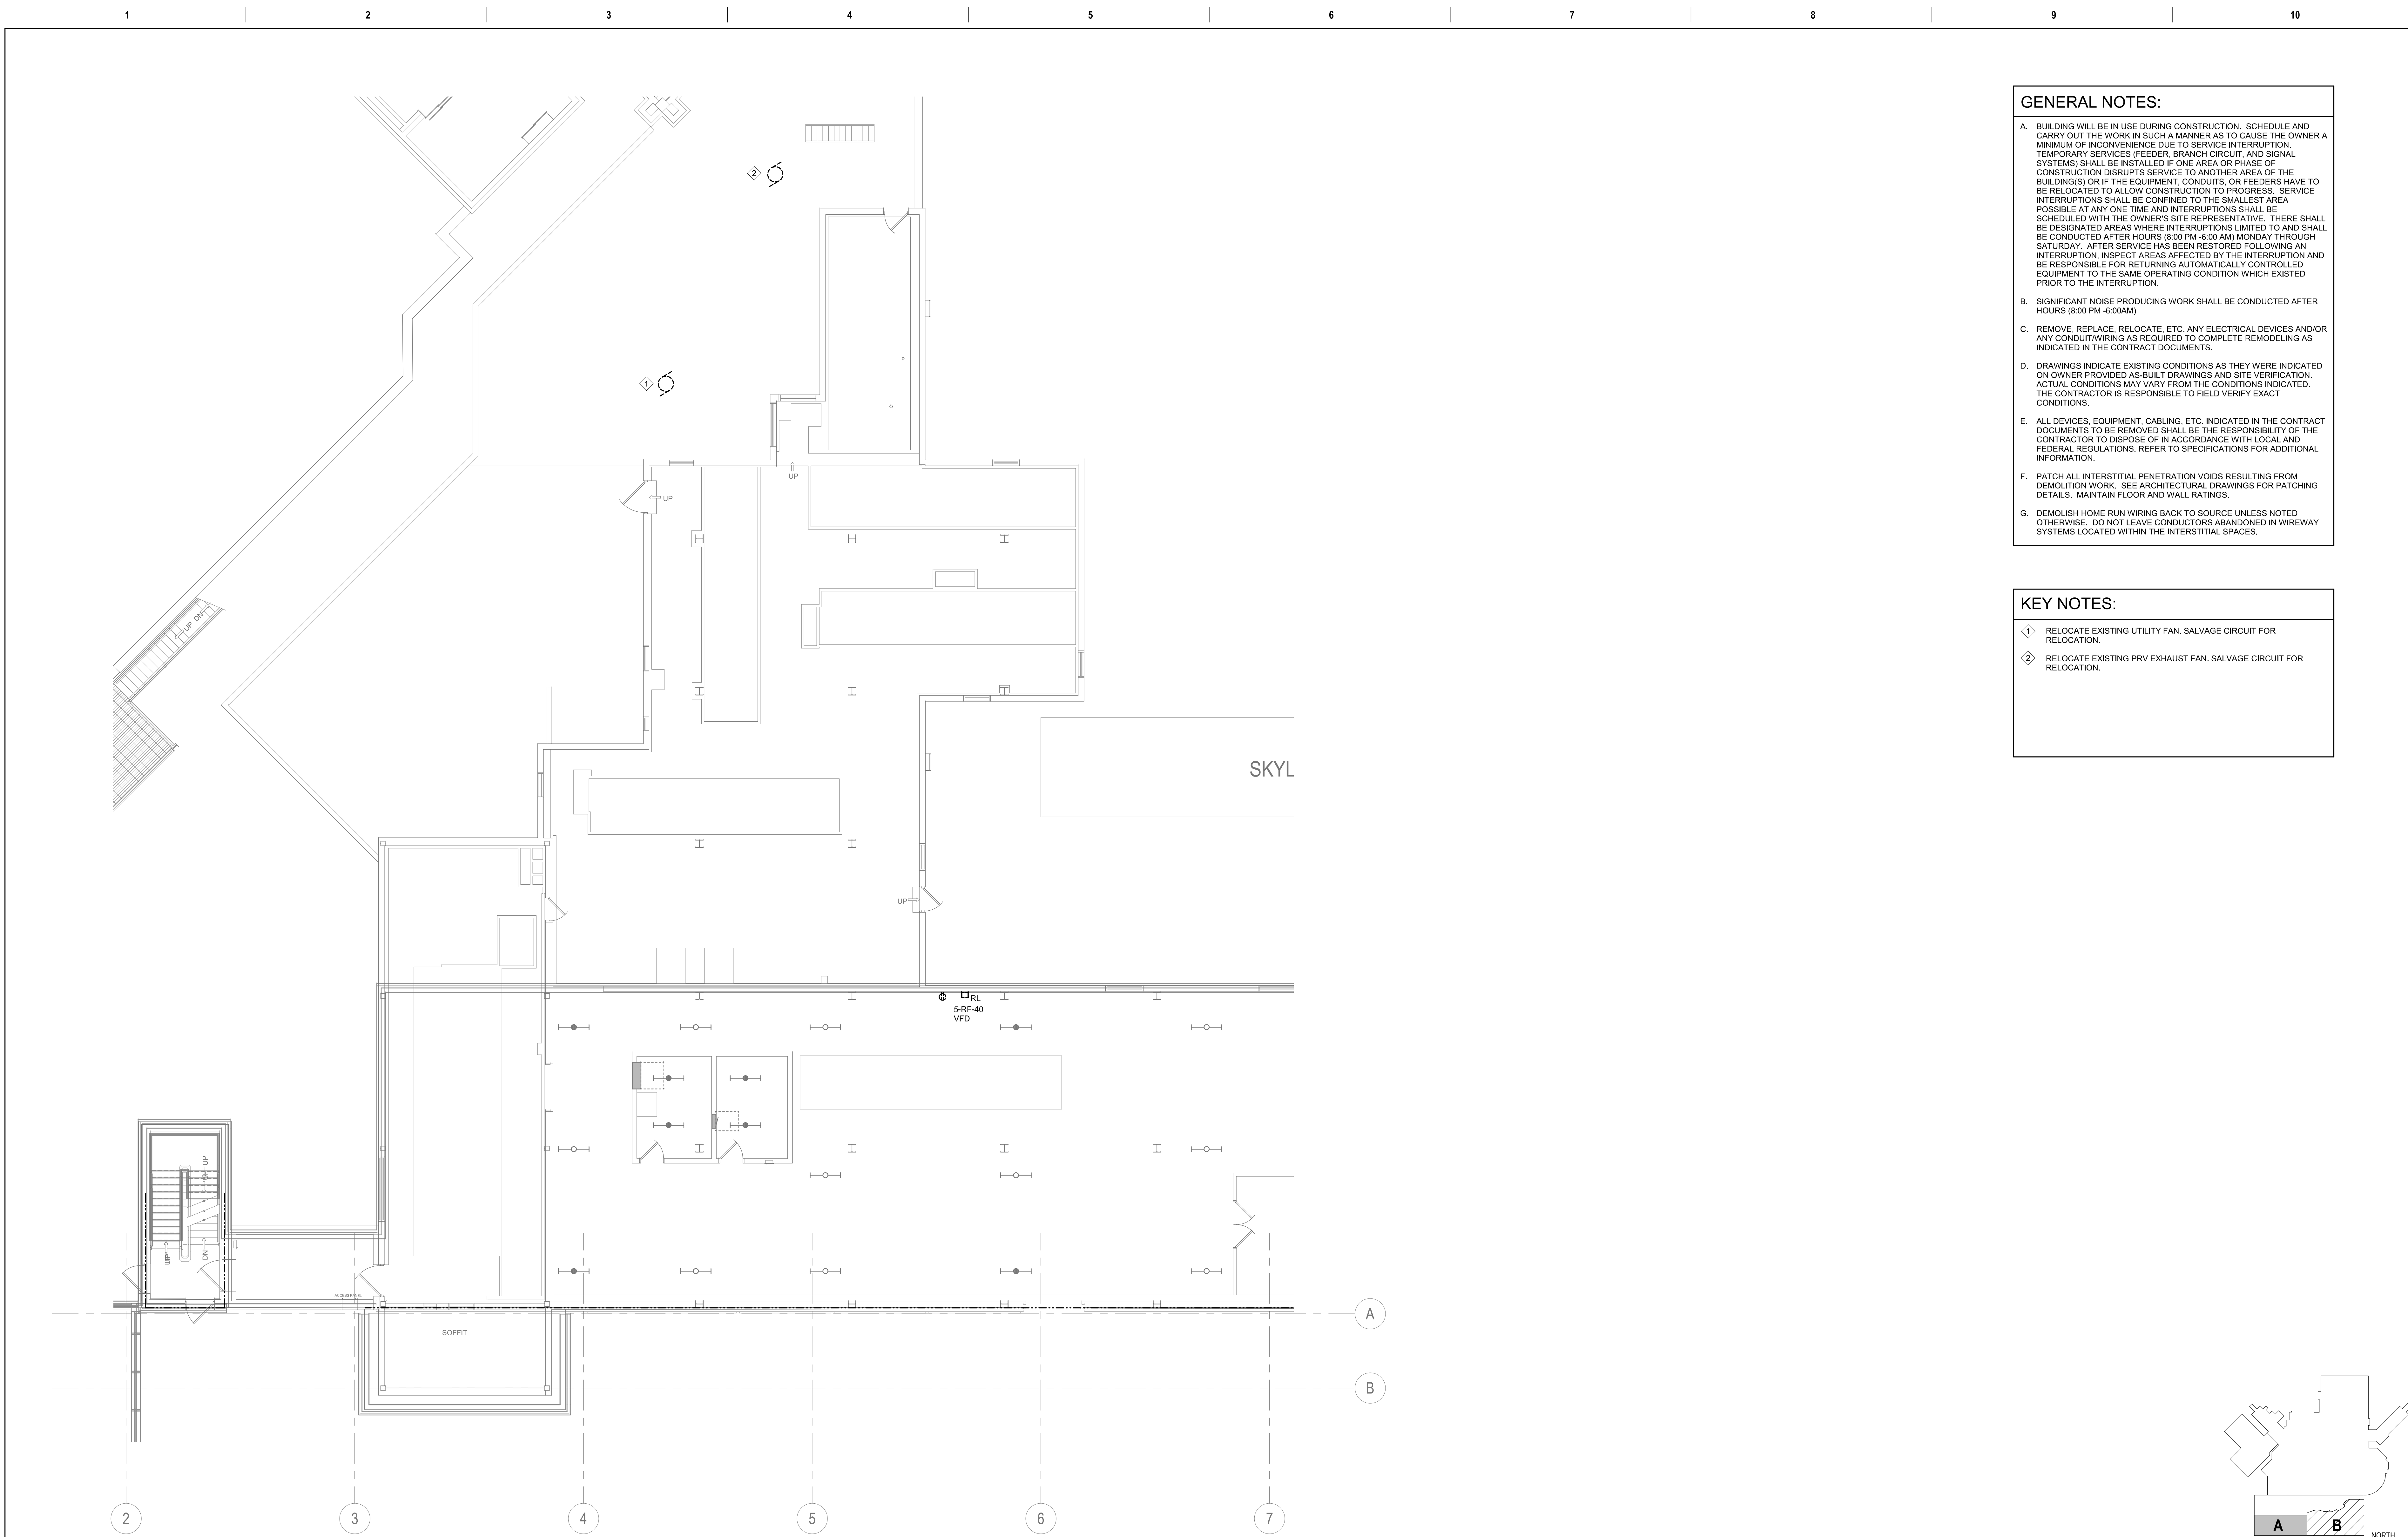 1 2 3 4 5 6 7 8 9 10
GENERAL NOTES:
A. BUILDING WILL BE IN USE DURING CONSTRUCTION. SCHEDULE AND
CARRY OUT THE WORK IN SUCH A MANNER AS TO CAUSE THE OWNER A
MINIMUM OF INCONVENIENCE DUE TO SERVICE INTERRUPTION.
TEMPORARY SERVICES (FEEDER, BRANCH CIRCUIT, AND SIGNAL
SYSTEMS) SHALL BE INSTALLED IF ONE AREA OR PHASE OF
CONSTRUCTION DISRUPTS SERVICE TO ANOTHER AREA OF THE
BUILDING(S) OR IF THE EQUIPMENT, CONDUITS, OR FEEDERS HAVE TO
BE RELOCATED TO ALLOW CONSTRUCTION TO PROGRESS. SERVICE
INTERRUPTIONS SHALL BE CONFINED TO THE SMALLEST AREA
POSSIBLE AT ANY ONE TIME AND INTERRUPTIONS SHALL BE
SCHEDULED WITH THE OWNER'S SITE REPRESENTATIVE. THERE SHALL
BE DESIGNATED AREAS WHERE INTERRUPTIONS LIMITED TO AND SHALL
BE CONDUCTED AFTER HOURS (8:00 PM -6:00 AM) MONDAY THROUGH
SATURDAY. AFTER SERVICE HAS BEEN RESTORED FOLLOWING AN
INTERRUPTION, INSPECT AREAS AFFECTED BY THE INTERRUPTION AND
BE RESPONSIBLE FOR RETURNING AUTOMATICALLY CONTROLLED
EQUIPMENT TO THE SAME OPERATING CONDITION WHICH EXISTED
PRIOR TO THE INTERRUPTION.
B. SIGNIFICANT NOISE PRODUCING WORK SHALL BE CONDUCTED AFTER
HOURS (8:00 PM -6:00AM)
C. REMOVE, REPLACE, RELOCATE, ETC. ANY ELECTRICAL DEVICES AND/OR
ANY CONDUIT/WIRING AS REQUIRED TO COMPLETE REMODELING AS
INDICATED IN THE CONTRACT DOCUMENTS.
D. DRAWINGS INDICATE EXISTING CONDITIONS AS THEY WERE INDICATED
ON OWNER PROVIDED AS-BUILT DRAWINGS AND SITE VERIFICATION.
ACTUAL CONDITIONS MAY VARY FROM THE CONDITIONS INDICATED.
THE CONTRACTOR IS RESPONSIBLE TO FIELD VERIFY EXACT
CONDITIONS.
E. ALL DEVICES, EQUIPMENT, CABLING, ETC. INDICATED IN THE CONTRACT
DOCUMENTS TO BE REMOVED SHALL BE THE RESPONSIBILITY OF THE
CONTRACTOR TO DISPOSE OF IN ACCORDANCE WITH LOCAL AND
FEDERAL REGULATIONS. REFER TO SPECIFICATIONS FOR ADDITIONAL
INFORMATION.
F. PATCH ALL INTERSTITIAL PENETRATION VOIDS RESULTING FROM
DEMOLITION WORK. SEE ARCHITECTURAL DRAWINGS FOR PATCHING
DETAILS. MAINTAIN FLOOR AND WALL RATINGS.
G. DEMOLISH HOME RUN WIRING BACK TO SOURCE UNLESS NOTED
OTHERWISE. DO NOT LEAVE CONDUCTORS ABANDONED IN WIREWAY
SYSTEMS LOCATED WITHIN THE INTERSTITIAL SPACES.
KEY NOTES:
1 RELOCATE EXISTING UTILITY FAN. SALVAGE CIRCUIT FOR
RELOCATION.
2 RELOCATE EXISTING PRV EXHAUST FAN. SALVAGE CIRCUIT FOR
RELOCATION.
2
1
UP
UP
UP DN
SKYL
UP
RL
5-RF-40
VFD
UP
UP
DN
ACCESS PANEL
SOFFIT
A
B
2 3 4 5 6 7
A B
NORTH